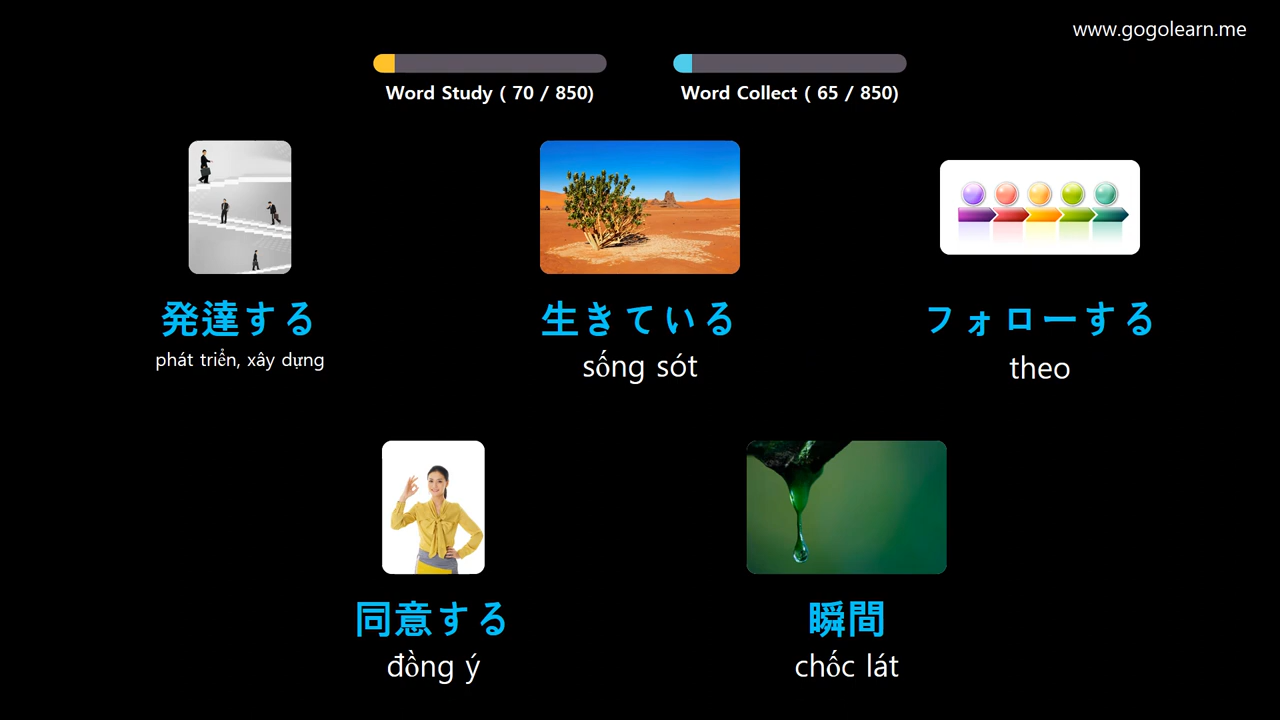 www.gogolearn.me
Word Study ( 70 / 850)
Word Collect ( 65 / 850)
発達する
phát triển, xây dựng
生きている
sống sót
フォローする
theo
同意する
đồng ý
瞬間
chốc lát